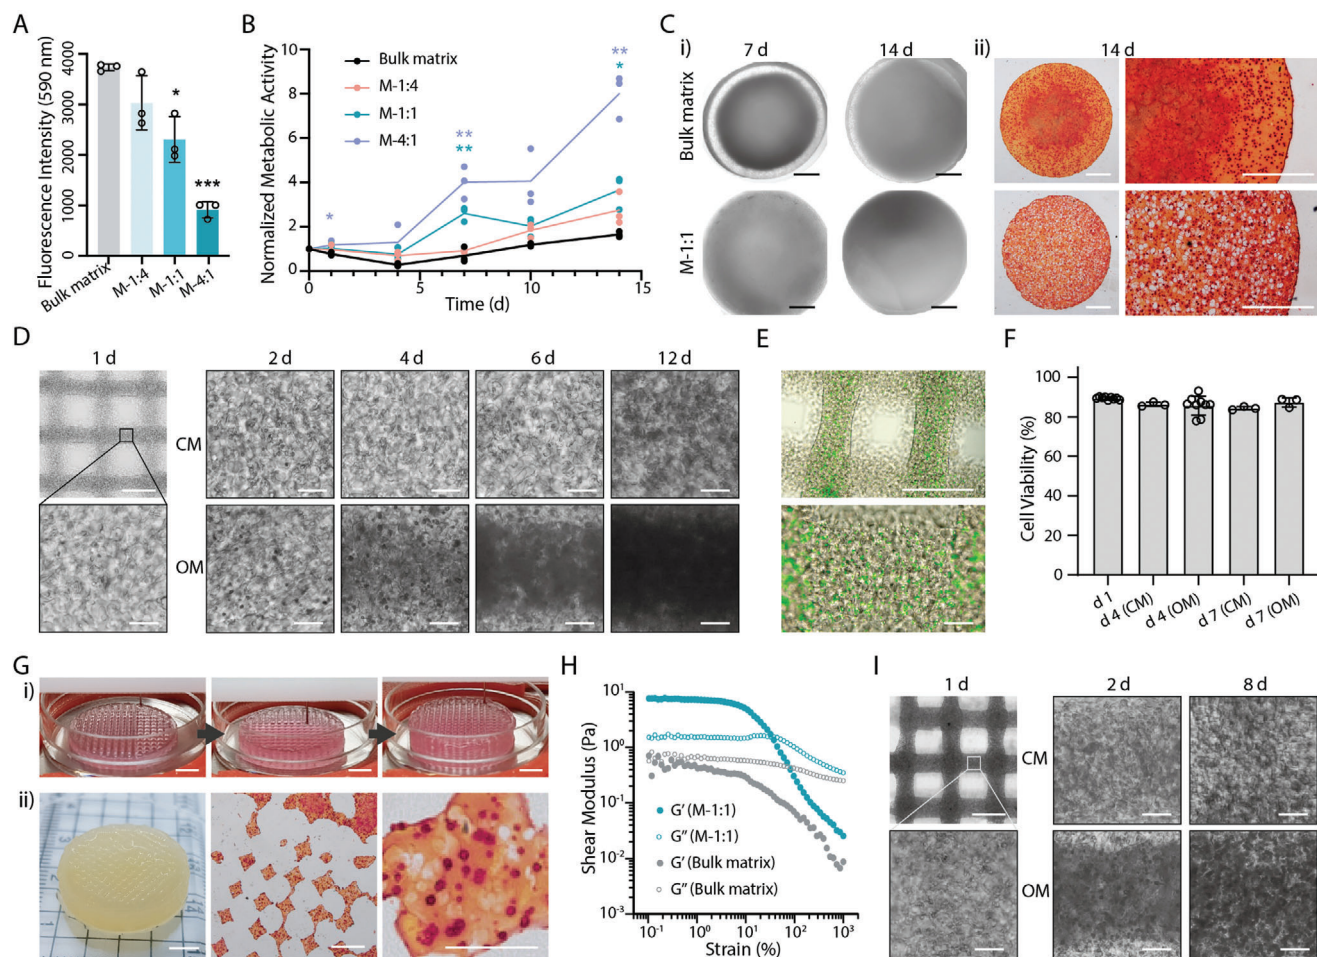 A
Fluorescence Intensity (590 nm)
4000
3000
2000
1000
0
*
***
Bulk matrix
M-1:4
M-1:1
M-4:1
B
Normalized Metabolic Activity
10
8
6
4
2
0
Bulk matrix
M-1:4
M-1:1
M-4:1
*
**
**
**
*
0
5
10
15
Time (d)
C
i)
7 d
14 d
Bulk matrix
M-1:1
ii)
14 d
D
1 d
2 d
4 d
6 d
12 d
CM
OM
E
F
Cell Viability (%)
100
80
60
40
20
0
d 1
d 4 (CM)
d 4 (OM)
d 7 (CM)
d 7 (OM)
G
i)
ii)
H
Shear Modulus (Pa)
10¹
10⁰
10⁻¹
10⁻²
10⁻³
G′ (M-1:1)
G″ (M-1:1)
G′ (Bulk matrix)
G″ (Bulk matrix)
10⁻¹
10⁰
10¹
10²
10³
Strain (%)
I
1 d
2 d
8 d
CM
OM